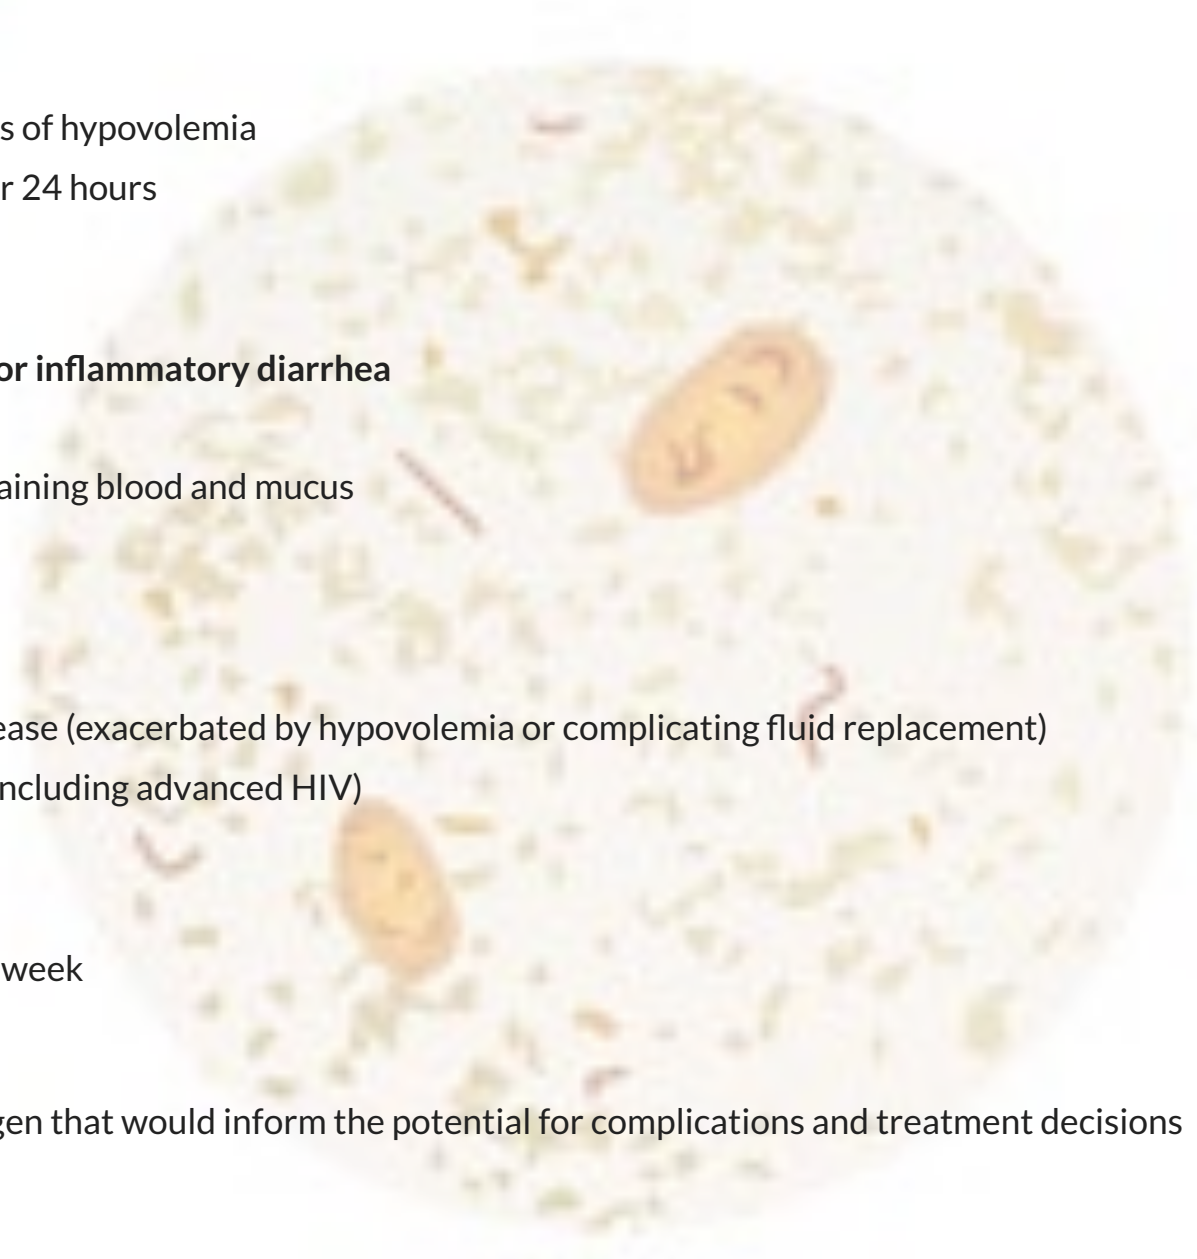 s of hypovolemia
r 24 hours
or inflammatory diarrhea
aining blood and mucus
ease (exacerbated by hypovolemia or complicating fluid replacement)
ncluding advanced HIV)
week
gen that would inform the potential for complications and treatment decisions